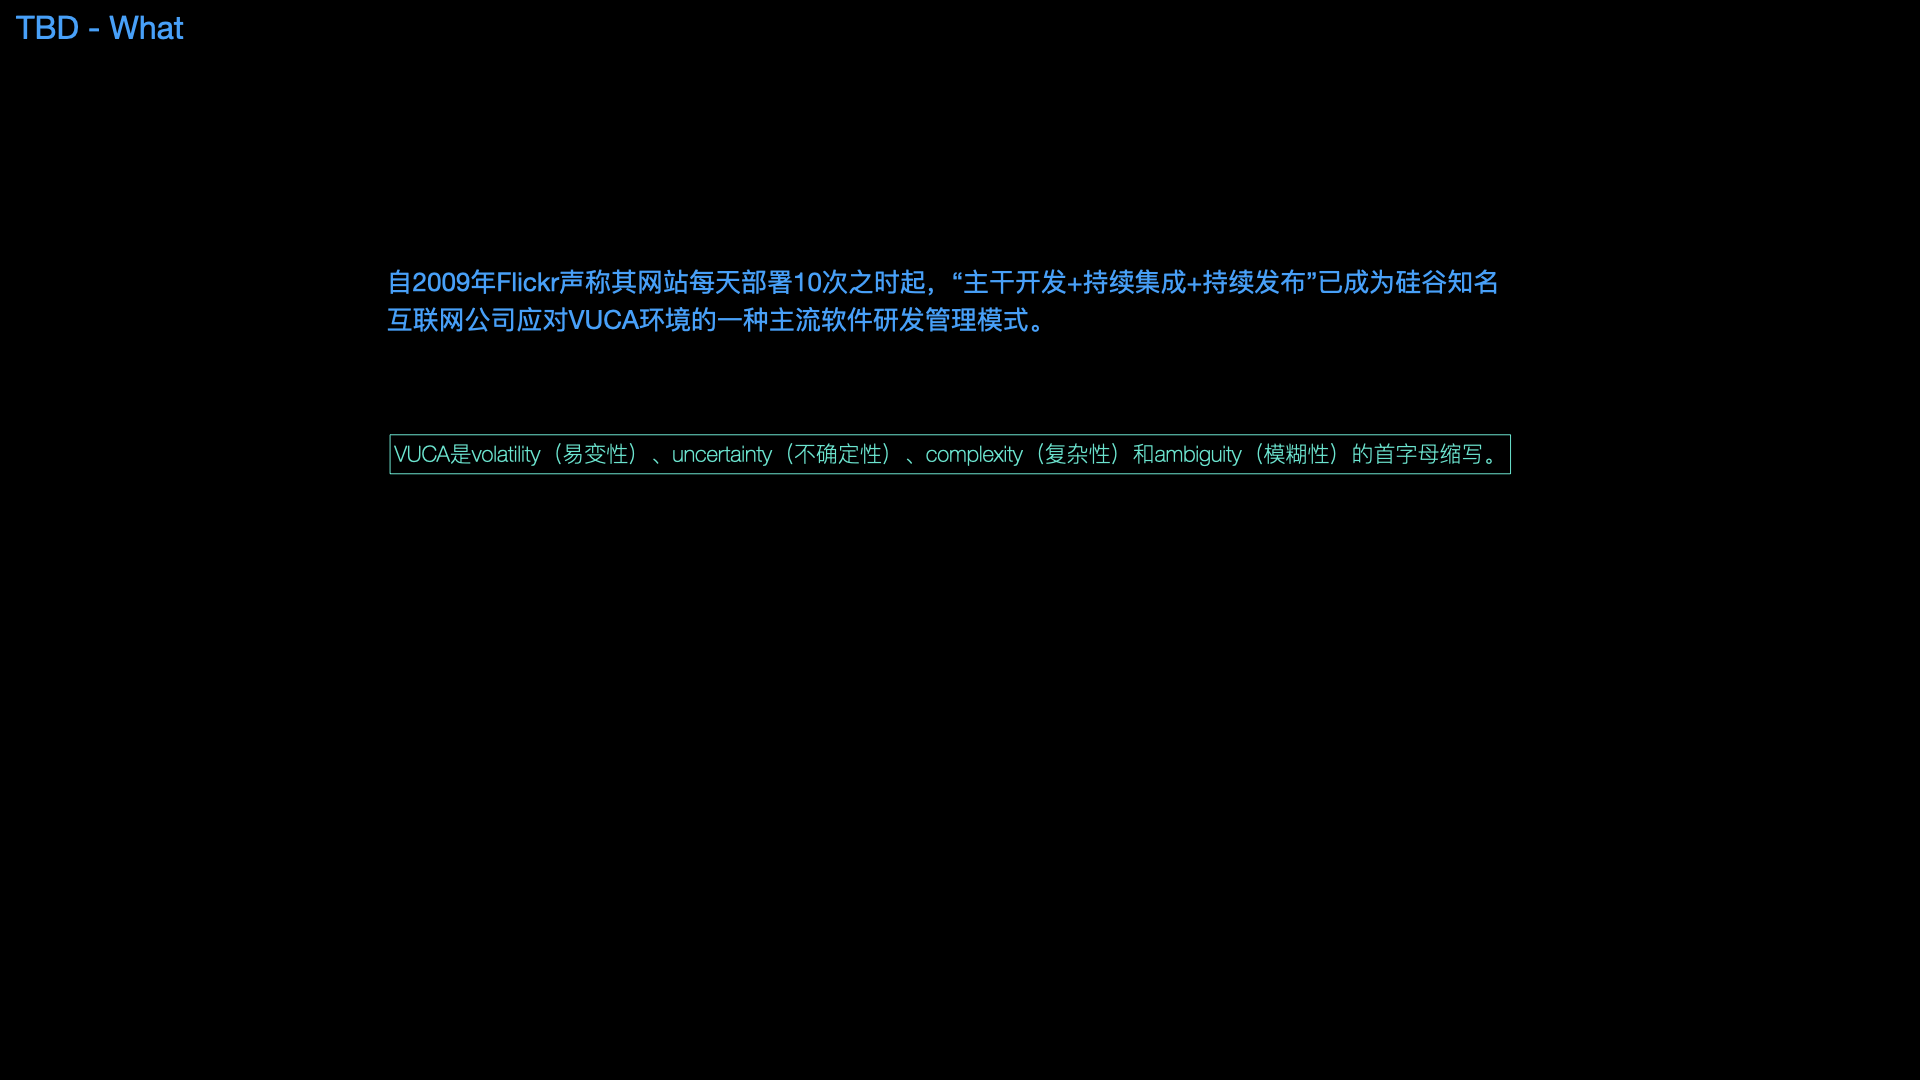 TBD - What
自2009年Flickr声称其网站每天部署10次之时起，“主干开发+持续集成+持续发布”已成为硅谷知名
互联网公司应对VUCA环境的一种主流软件研发管理模式。
VUCA是volatility（易变性）、uncertainty（不确定性）、complexity（复杂性）和ambiguity（模糊性）的首字母缩写。